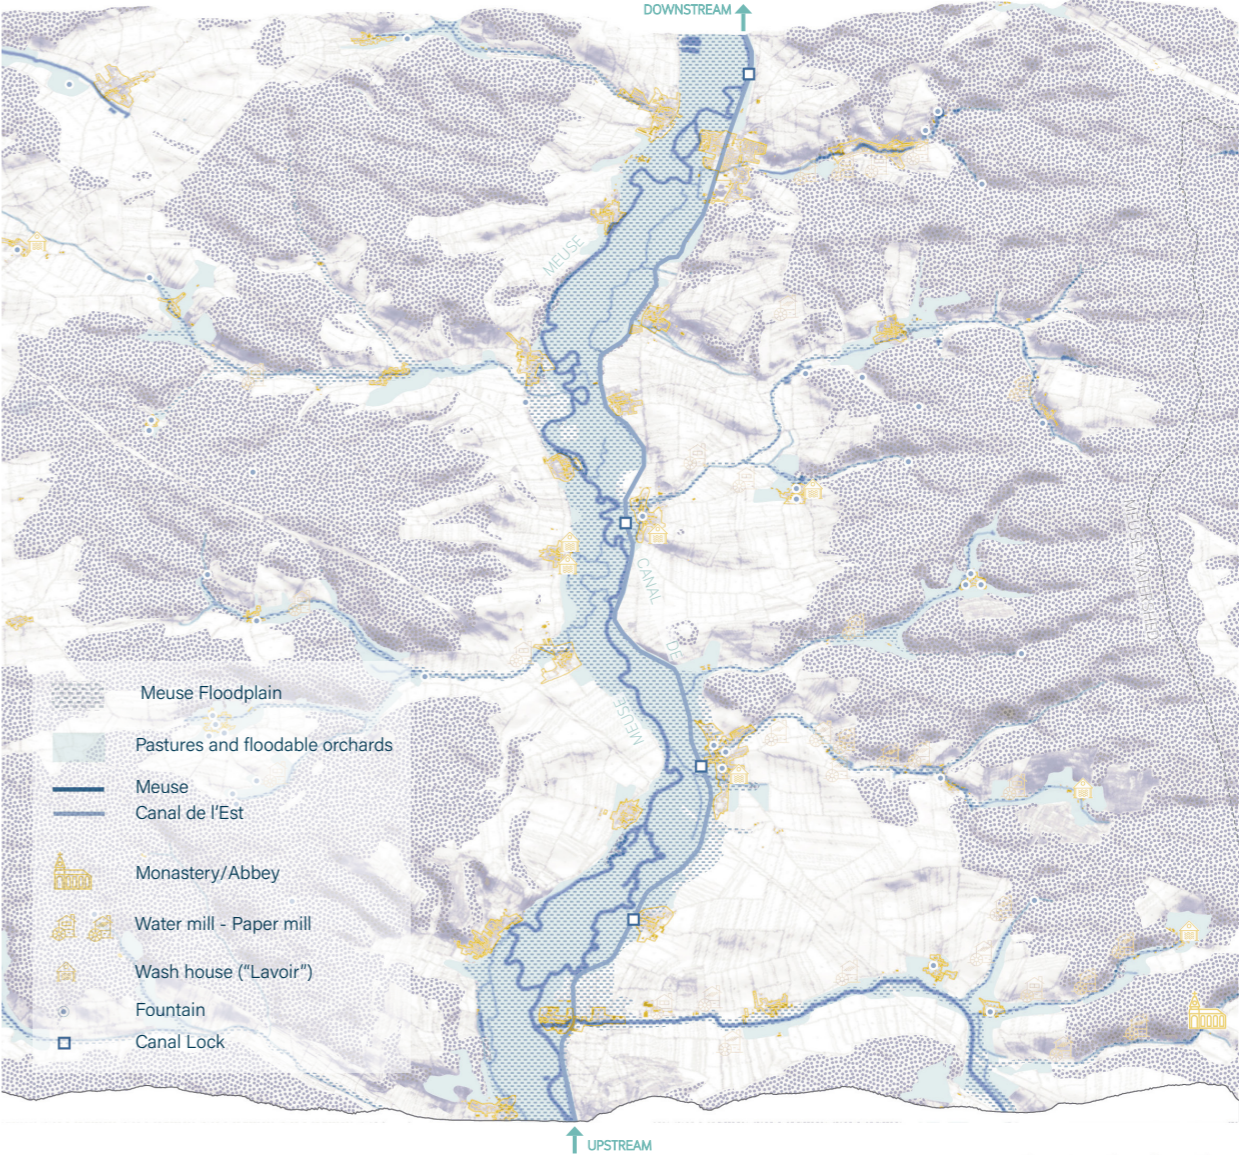 DOWNSTREAM
MEUSE
CANAL
DE
MEUSE
Meuse Floodplain
Pastures and floodable orchards
Meuse
Canal de l'Est
Monastery/Abbey
Water mill - Paper mill
Wash house ("Lavoir")
Fountain
Canal Lock
UPSTREAM